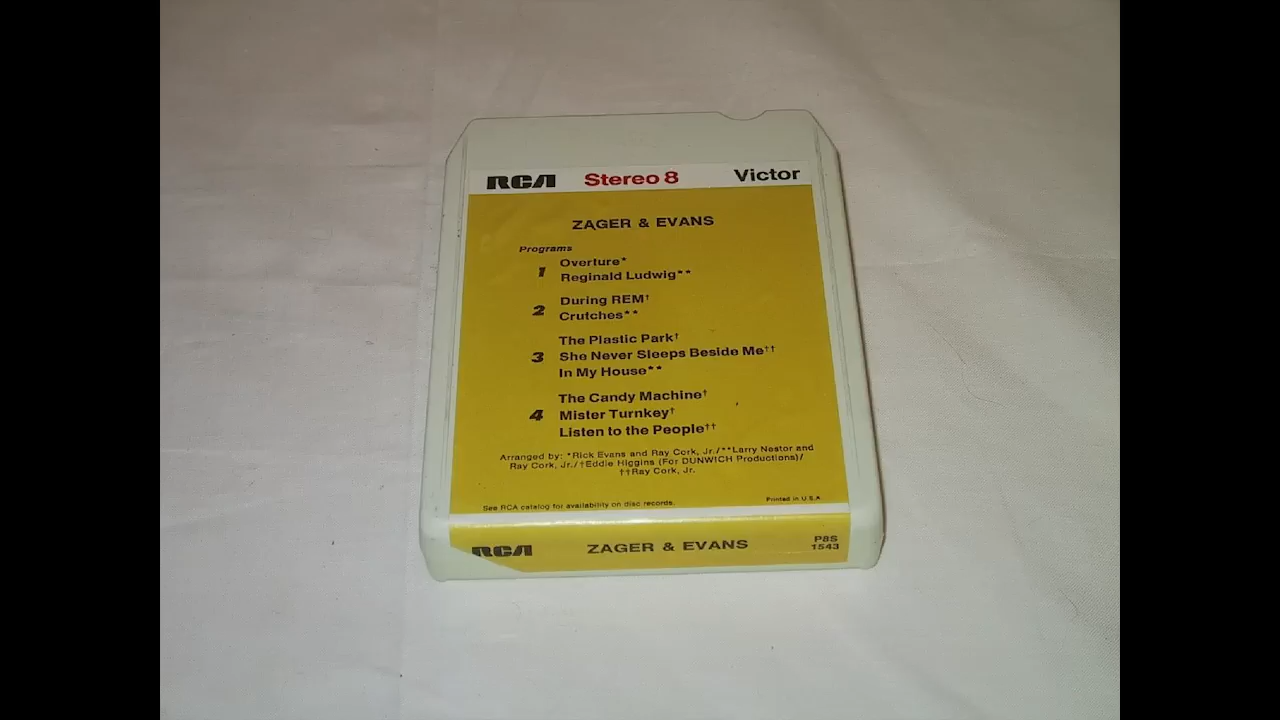 RCA Stereo 8 Victor
ZAGER & EVANS
Programs
1 Overture*
Reginald Ludwig**
2 During REM†
Crutches**
The Plastic Park†
3 She Never Sleeps Beside Me††
In My House**
The Candy Machine†
4 Mister Turnkey†
Listen to the People††
Arranged by: *Rick Evans and Ray Cork, Jr./**Larry Nestor and
Ray Cork, Jr./†Eddie Higgins (For DUNWICH Productions)/
††Ray Cork, Jr.
See RCA catalog for availability on disc records.
Printed in U.S.A
RCA ZAGER & EVANS P8S
1543